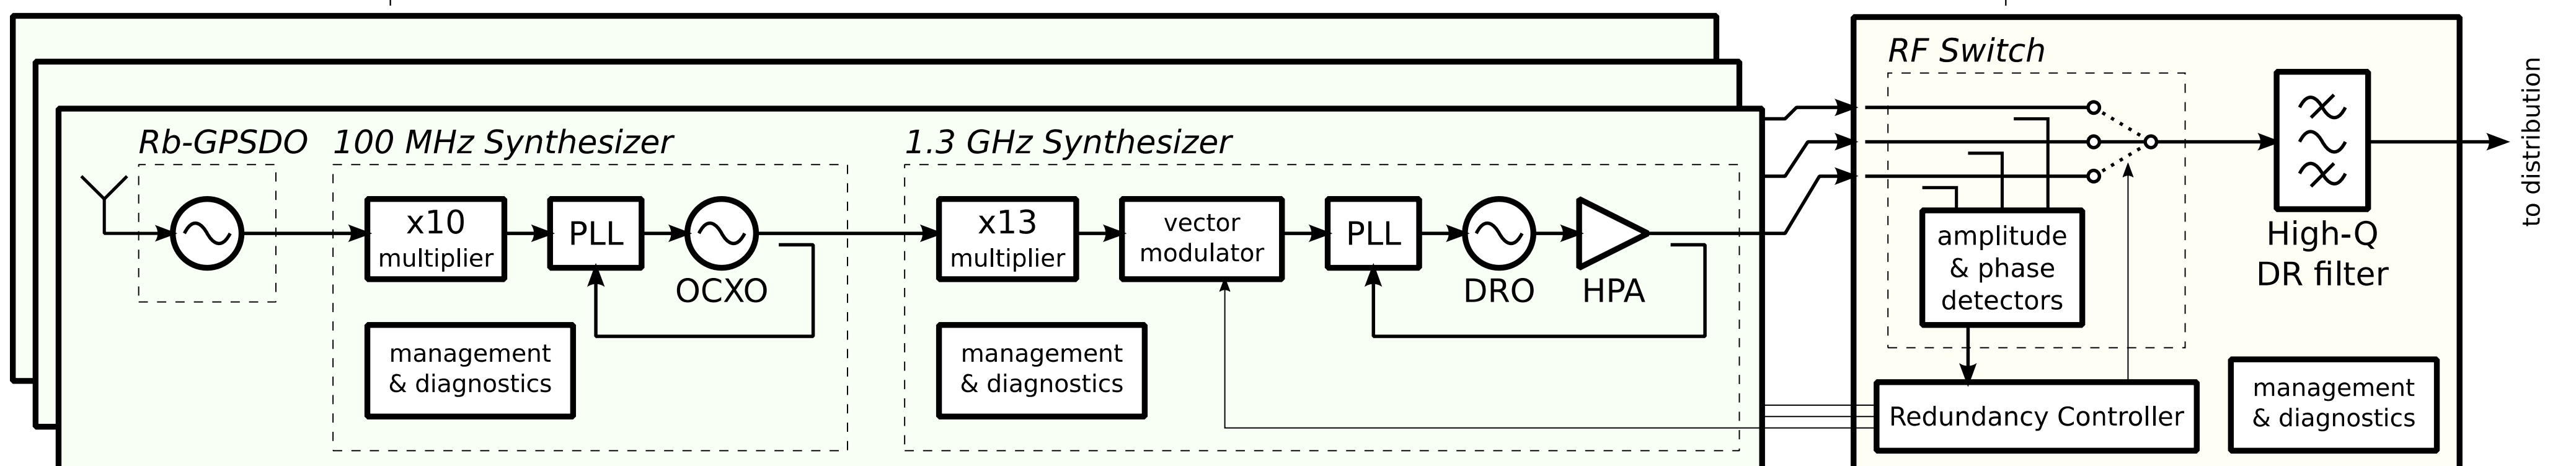 Rb-GPSDO
100 MHz Synthesizer
x10
multiplier
PLL
OCXO
management
& diagnostics
1.3 GHz Synthesizer
x13
multiplier
vector
modulator
PLL
DRO
HPA
management
& diagnostics
RF Switch
amplitude
& phase
detectors
Redundancy Controller
High-Q
DR filter
management
& diagnostics
to distribution